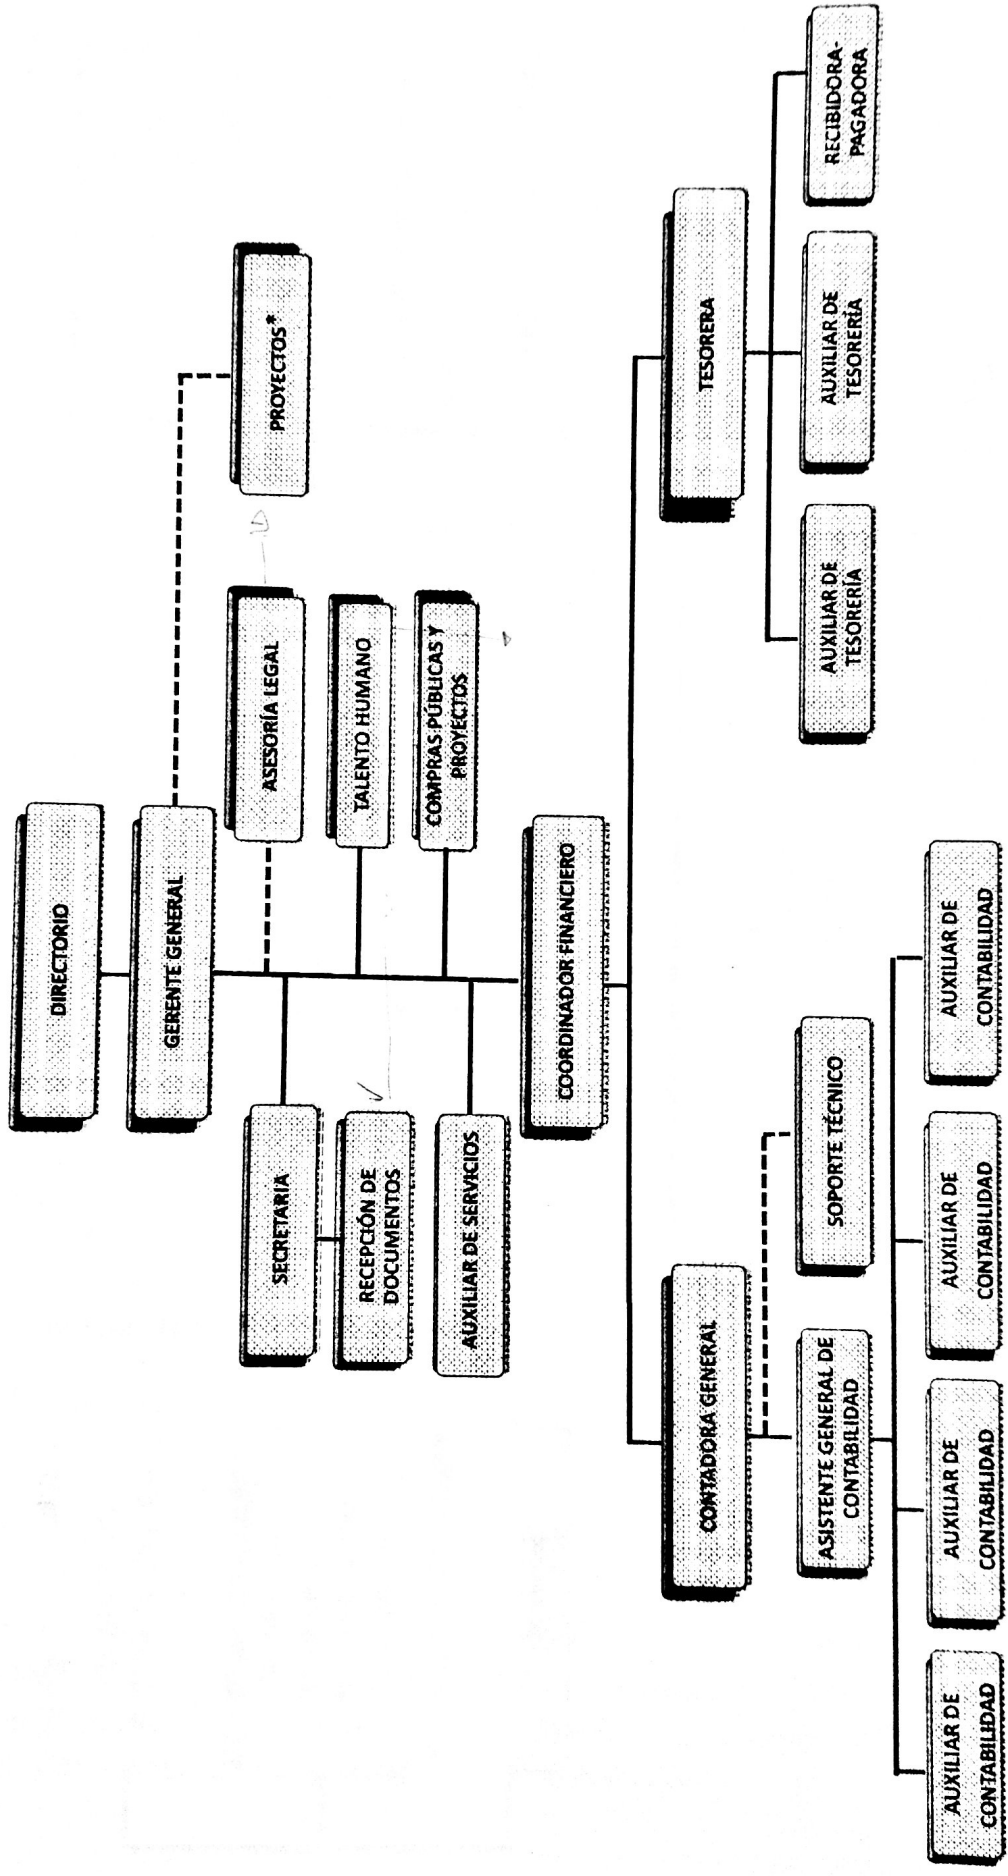 DIRECTORIO
GERENTE GENERAL
PROYECTOS*
ASESORÍA LEGAL
SECRETARIA
TALENTO HUMANO
RECEPCIÓN DE
DOCUMENTOS
COMPRAS PÚBLICAS Y
PROYECTOS
AUXILIAR DE SERVICIOS
COORDINADOR FINANCIERO
CONTADORA GENERAL
TESORERA
ASISTENTE GENERAL DE
CONTABILIDAD
SOPORTE TÉCNICO
AUXILIAR DE
TESORERÍA
AUXILIAR DE
TESORERÍA
RECIBIDORA-
PAGADORA
AUXILIAR DE
CONTABILIDAD
AUXILIAR DE
CONTABILIDAD
AUXILIAR DE
CONTABILIDAD
AUXILIAR DE
CONTABILIDAD